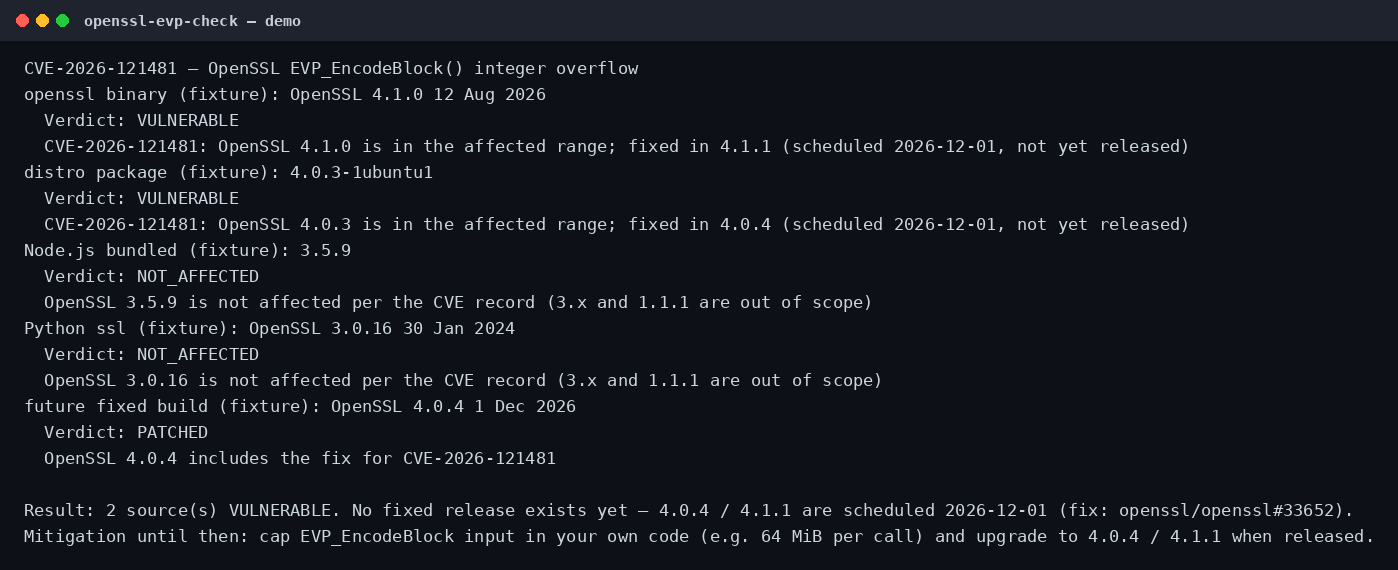 openssl-evp-check — demo
CVE-2026-121481 — OpenSSL EVP_EncodeBlock() integer overflow
openssl binary (fixture): OpenSSL 4.1.0 12 Aug 2026
  Verdict: VULNERABLE
  CVE-2026-121481: OpenSSL 4.1.0 is in the affected range; fixed in 4.1.1 (scheduled 2026-12-01, not yet released)
distro package (fixture): 4.0.3-1ubuntu1
  Verdict: VULNERABLE
  CVE-2026-121481: OpenSSL 4.0.3 is in the affected range; fixed in 4.0.4 (scheduled 2026-12-01, not yet released)
Node.js bundled (fixture): 3.5.9
  Verdict: NOT_AFFECTED
  OpenSSL 3.5.9 is not affected per the CVE record (3.x and 1.1.1 are out of scope)
Python ssl (fixture): OpenSSL 3.0.16 30 Jan 2024
  Verdict: NOT_AFFECTED
  OpenSSL 3.0.16 is not affected per the CVE record (3.x and 1.1.1 are out of scope)
future fixed build (fixture): OpenSSL 4.0.4 1 Dec 2026
  Verdict: PATCHED
  OpenSSL 4.0.4 includes the fix for CVE-2026-121481
Result: 2 source(s) VULNERABLE. No fixed release exists yet — 4.0.4 / 4.1.1 are scheduled 2026-12-01 (fix: openssl/openssl#33652).
Mitigation until then: cap EVP_EncodeBlock input in your own code (e.g. 64 MiB per call) and upgrade to 4.0.4 / 4.1.1 when released.